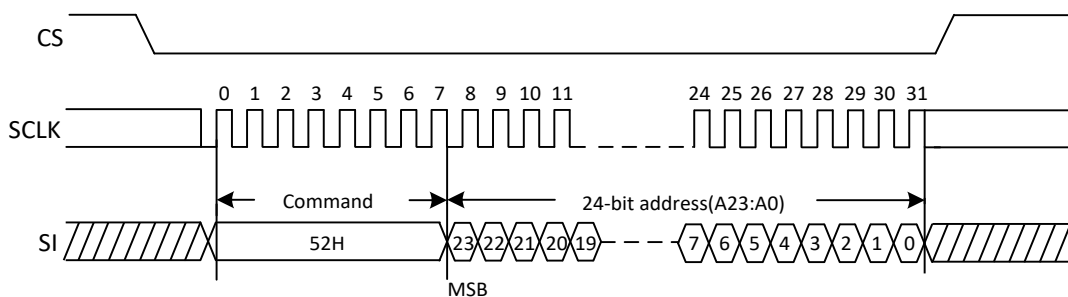 CS
0 1 2 3 4 5 6 7 8 9 10 11 24 25 26 27 28 29 30 31
SCLK
Command 24-bit address(A23:A0)
SI 52H 23 22 21 20 19 7 6 5 4 3 2 1 0
MSB